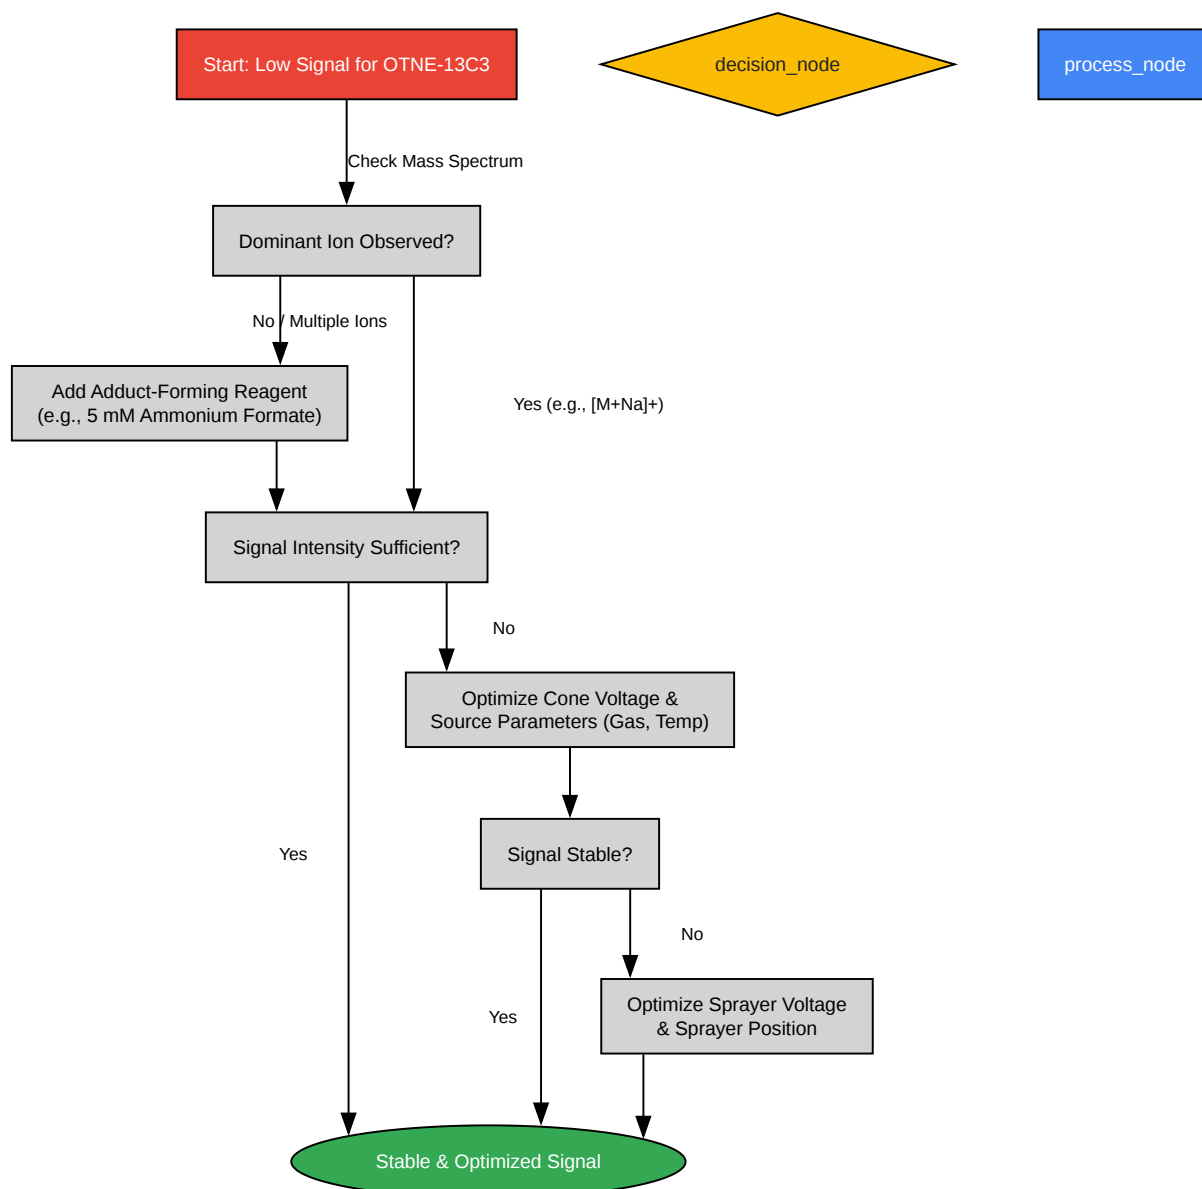 Start: Low Signal for OTNE-13C3
decision_node
process_node
Check Mass Spectrum
Dominant Ion Observed?
No / Multiple Ions
Add Adduct-Forming Reagent
(e.g., 5 mM Ammonium Formate)
Yes (e.g., [M+Na]+)
Signal Intensity Sufficient?
No
Optimize Cone Voltage &
Source Parameters (Gas, Temp)
Yes
Signal Stable?
No
Yes
Optimize Sprayer Voltage
& Sprayer Position
Stable & Optimized Signal